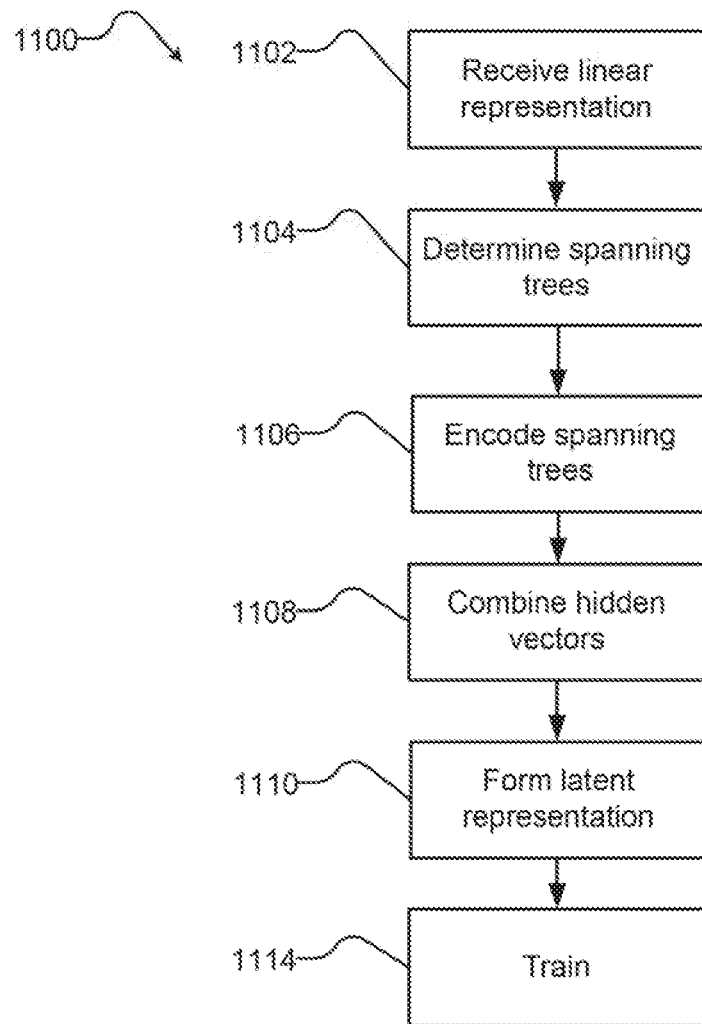 1100
1102
Receive linear
representation
1104
Determine spanning
trees
1106
Encode spanning
trees
1108
Combine hidden
vectors
1110
Form latent
representation
1114
Train